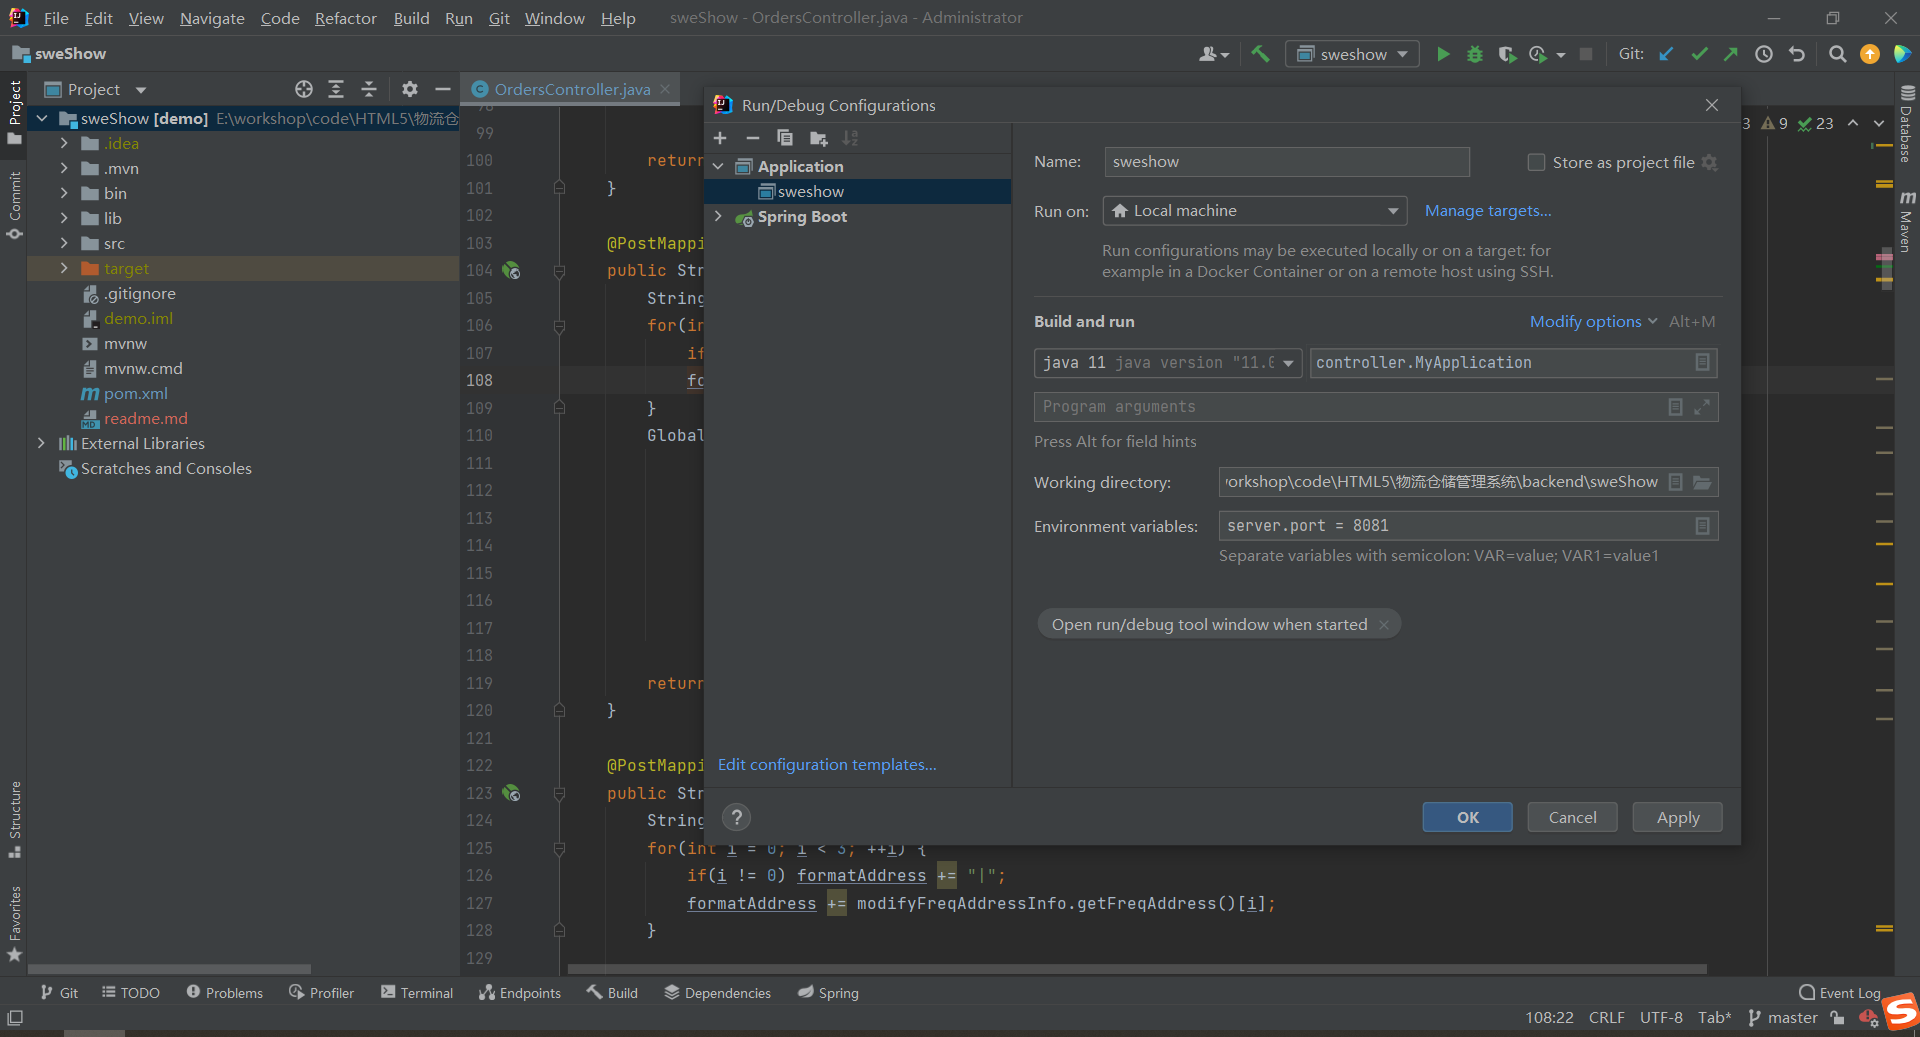 File Edit View Navigate Code Refactor Build Run Git Window Help sweShow - OrdersController.java - Administrator
sweShow
sweshow
Git:
Project
OrdersController.java
sweShow [demo] E:\workshop\code\HTML5\物流仓
.idea
.mvn
bin
lib
src
target
.gitignore
demo.iml
mvnw
mvnw.cmd
pom.xml
readme.md
External Libraries
Scratches and Consoles
Project
Commit
Structure
Favorites
99
100 return
101 }
102
103 @PostMappi
104 public Str
105 String
106 for(in
107 if
108 fo
109 }
110 Global
111
112
113
114
115
116
117
118
119 return
120 }
121
122 @PostMappi
123 public Str
124 String
125 for(int i = 0; i < 3; ++i) {
126 if(i != 0) formatAddress += "|";
127 formatAddress += modifyFreqAddressInfo.getFreqAddress()[i];
128 }
129
Run/Debug Configurations
Application
sweshow
Spring Boot
Edit configuration templates...
Name: sweshow Store as project file
Run on: Local machine Manage targets...
Run configurations may be executed locally or on a target: for
example in a Docker Container or on a remote host using SSH.
Build and run Modify options Alt+M
java 11 java version "11.0 controller.MyApplication
Program arguments
Press Alt for field hints
Working directory: orkshop\code\HTML5\物流仓储管理系统\backend\sweShow
Environment variables: server.port = 8081
Separate variables with semicolon: VAR=value; VAR1=value1
Open run/debug tool window when started
? OK Cancel Apply
3 9 23
Database
Maven
Git TODO Problems Profiler Terminal Endpoints Build Dependencies Spring Event Log
108:22 CRLF UTF-8 Tab* master